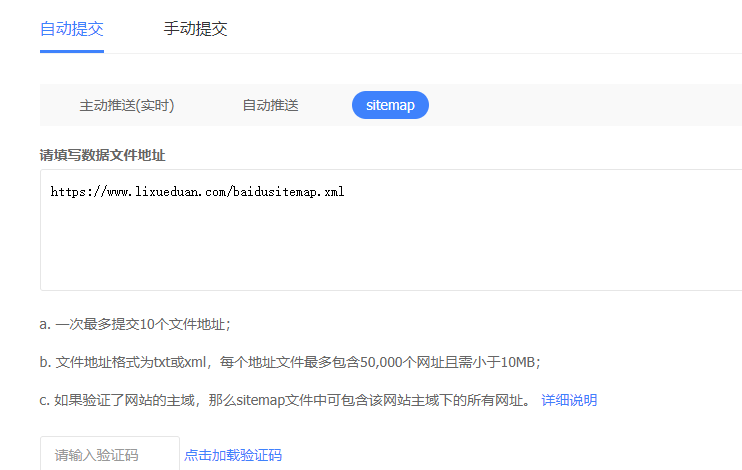 自动提交 手动提交
主动推送(实时) 自动推送 sitemap
请填写数据文件地址
https://www.lixueduan.com/baidusitemap.xml
a. 一次最多提交10个文件地址；
b. 文件地址格式为txt或xml，每个地址文件最多包含50,000个网址且需小于10MB；
c. 如果验证了网站的主域，那么sitemap文件中可包含该网站主域下的所有网址。 详细说明
请输入验证码 点击加载验证码